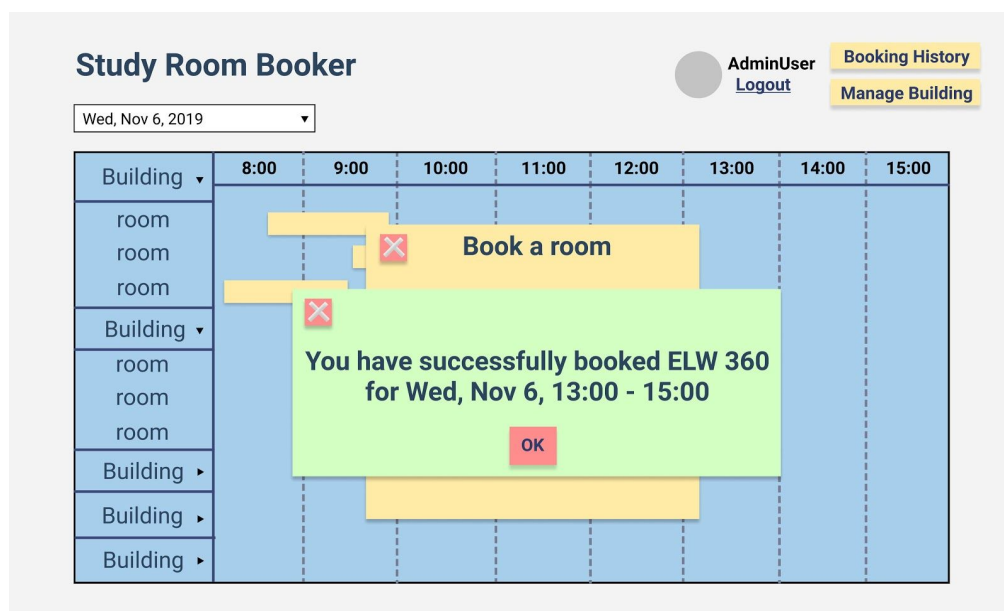 Study Room Booker
AdminUser
Logout
Booking History
Manage Building
Wed, Nov 6, 2019
Building
8:00 9:00 10:00 11:00 12:00 13:00 14:00 15:00
room
room
room
Building
room
room
room
Building
Building
Building
Book a room
You have successfully booked ELW 360
for Wed, Nov 6, 13:00 - 15:00
OK